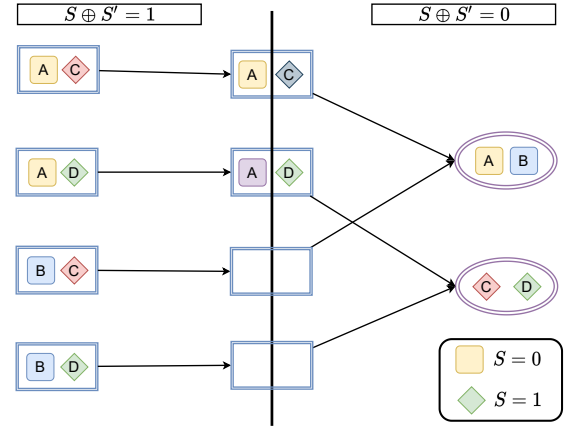 S ⊕ S′ = 1
S ⊕ S′ = 0
A C
A C
A D
A D
A B
B C
C D
B D
S = 0
S = 1